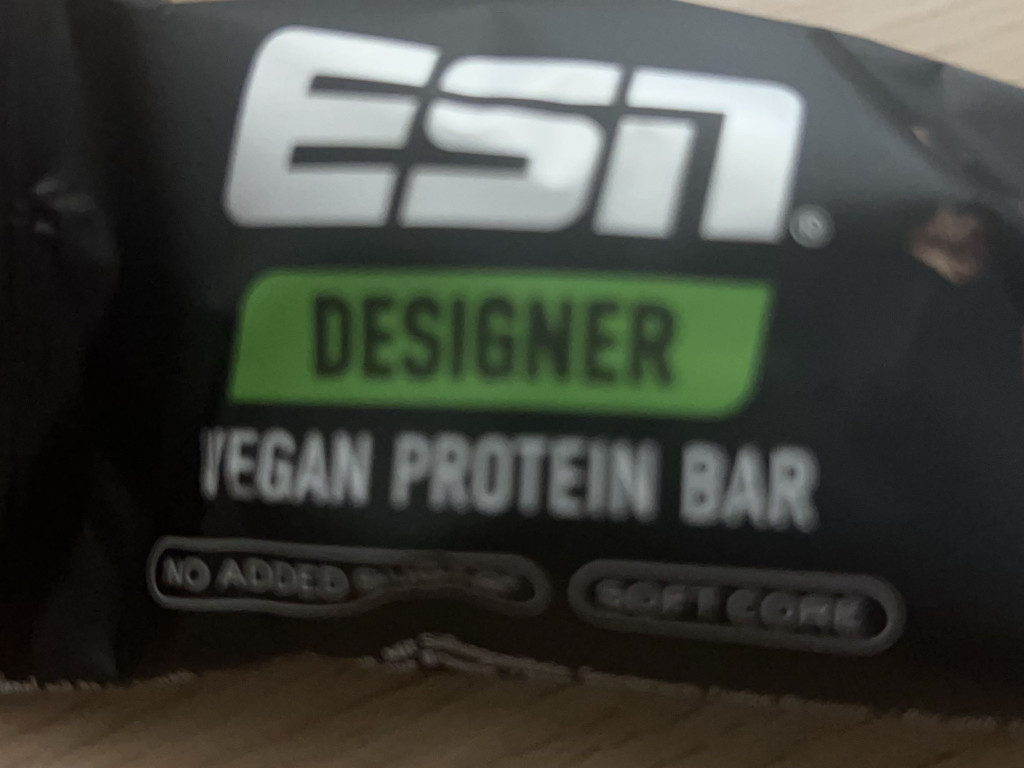 ESN®
DESIGNER
VEGAN PROTEIN BAR
NO ADDED
SOFT CORE